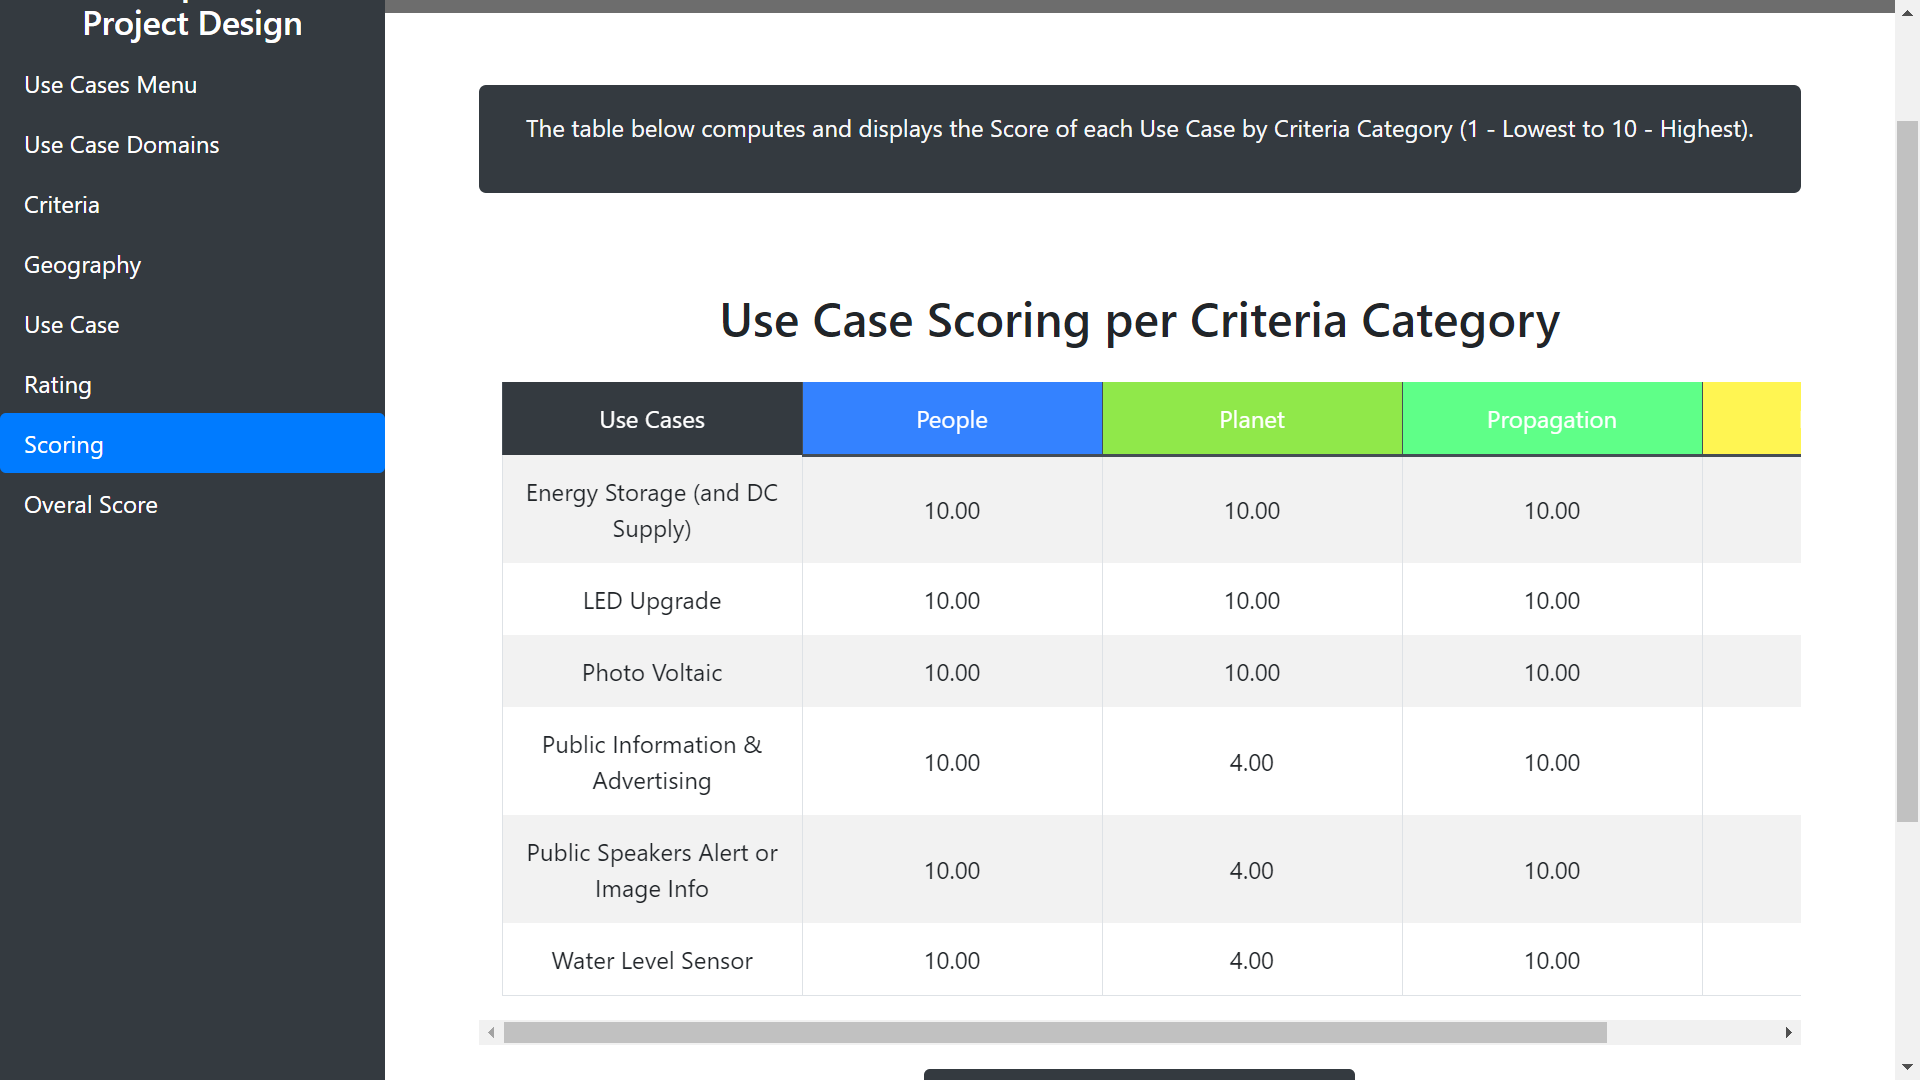 Project Design
Use Cases Menu
Use Case Domains
Criteria
Geography
Use Case
Rating
Scoring
Overal Score
The table below computes and displays the Score of each Use Case by Criteria Category (1 - Lowest to 10 - Highest).
Use Case Scoring per Criteria Category
Use Cases People Planet Propagation
Energy Storage (and DC
Supply) 10.00 10.00 10.00
LED Upgrade 10.00 10.00 10.00
Photo Voltaic 10.00 10.00 10.00
Public Information &
Advertising 10.00 4.00 10.00
Public Speakers Alert or
Image Info 10.00 4.00 10.00
Water Level Sensor 10.00 4.00 10.00